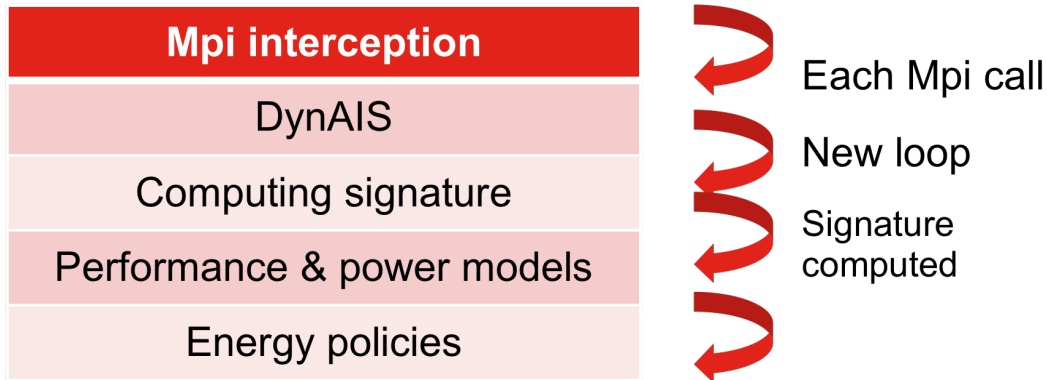 Mpi interception
DynAIS
Computing signature
Performance & power models
Energy policies
Each Mpi call
New loop
Signature
computed